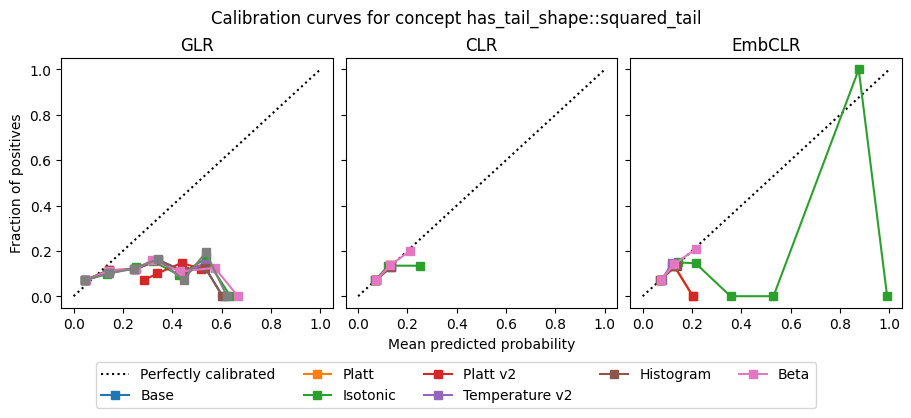 Calibration curves for concept has_tail_shape::squared_tail
GLR
CLR
EmbCLR
Fraction of positives
1.0
0.8
0.6
0.4
0.2
0.0
0.0 0.2 0.4 0.6 0.8 1.0
0.0 0.2 0.4 0.6 0.8 1.0
0.0 0.2 0.4 0.6 0.8 1.0
Mean predicted probability
Perfectly calibrated
Base
Platt
Isotonic
Platt v2
Temperature v2
Histogram
Beta